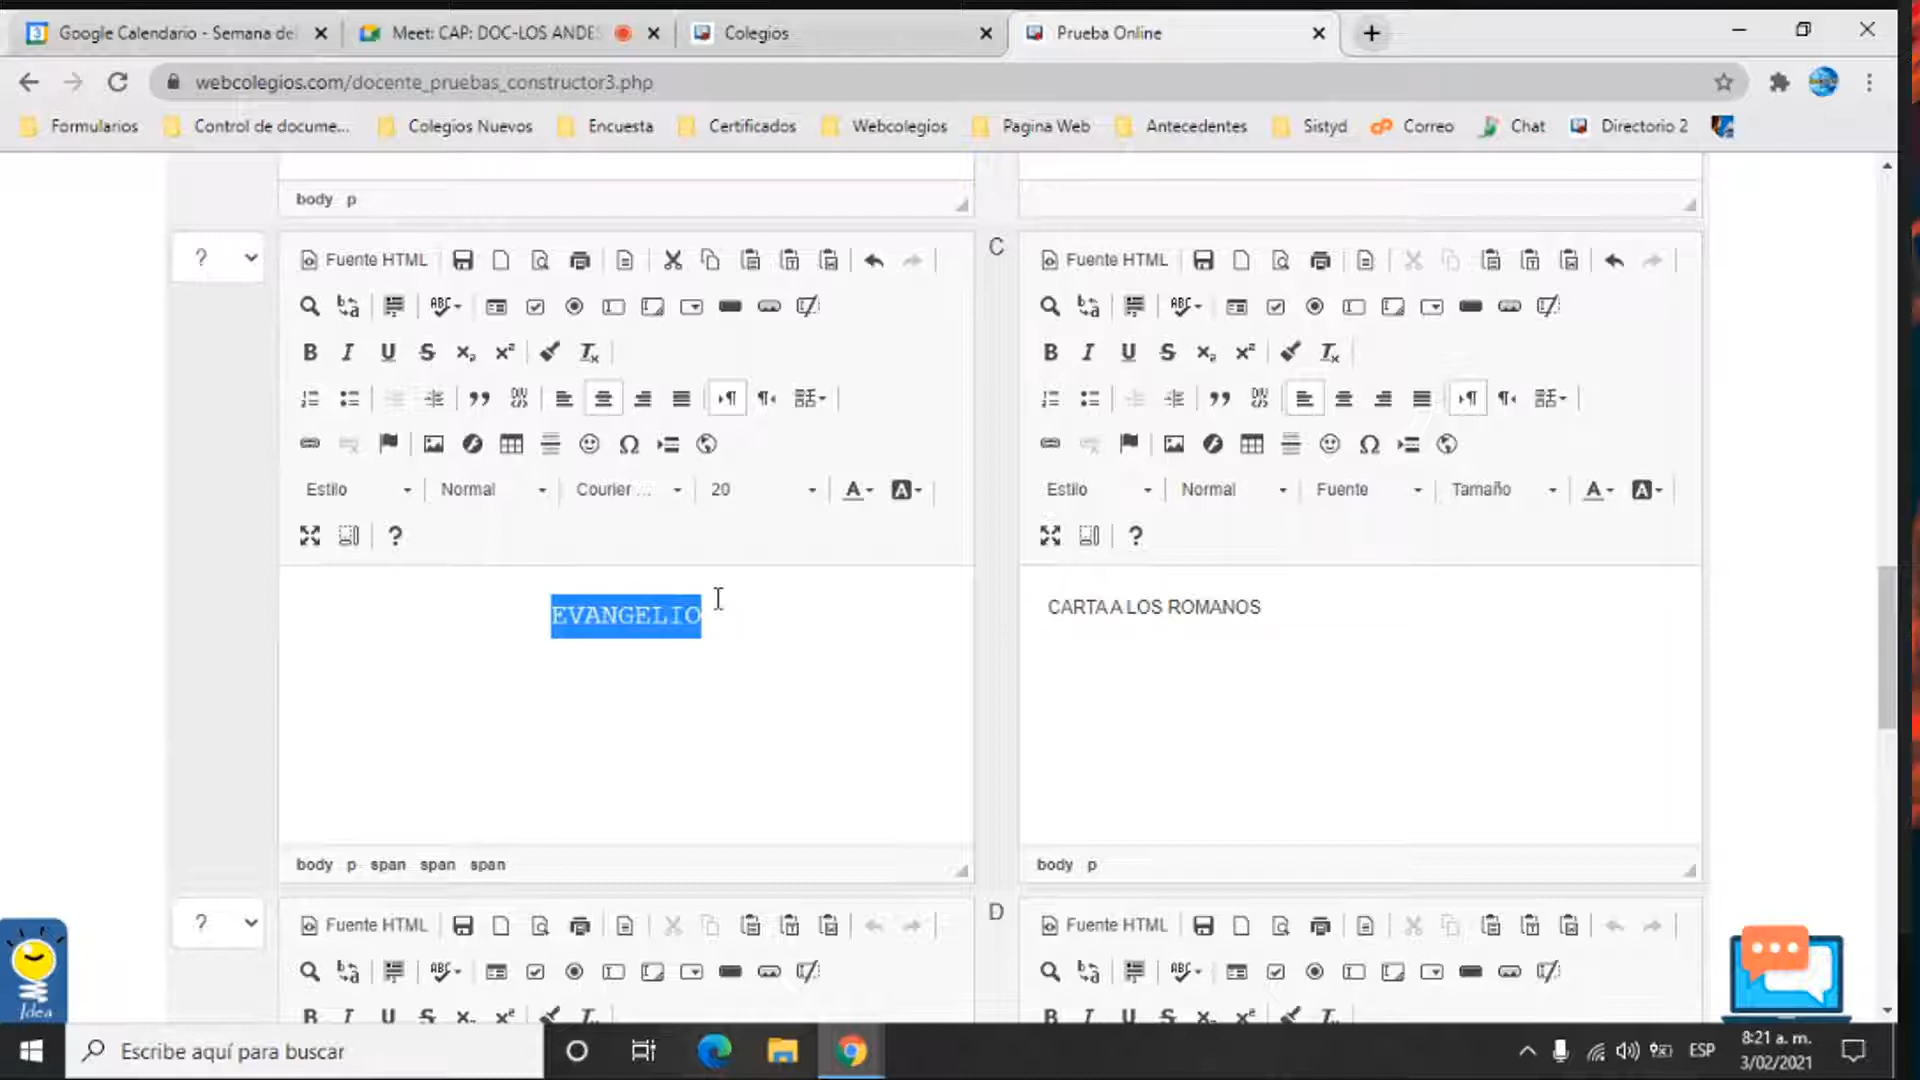 Google Calendario - Semana de
Meet: CAP: DOC-LOS ANDES
Colegios
Prueba Online
webcolegios.com/docente_pruebas_constructor3.php
Formularios
Control de docume...
Colegios Nuevos
Encuesta
Certificados
Webcolegios
Pagina Web
Antecedentes
Sistyd
Correo
Chat
Directorio 2
body p
?
Fuente HTML
C
Fuente HTML
Estilo
Normal
Courier ...
20
Estilo
Normal
Fuente
Tamaño
EVANGELIO
CARTA A LOS ROMANOS
body p span span span
body p
?
Fuente HTML
D
Fuente HTML
Idea
Escribe aquí para buscar
ESP
8:21 a. m.
3/02/2021